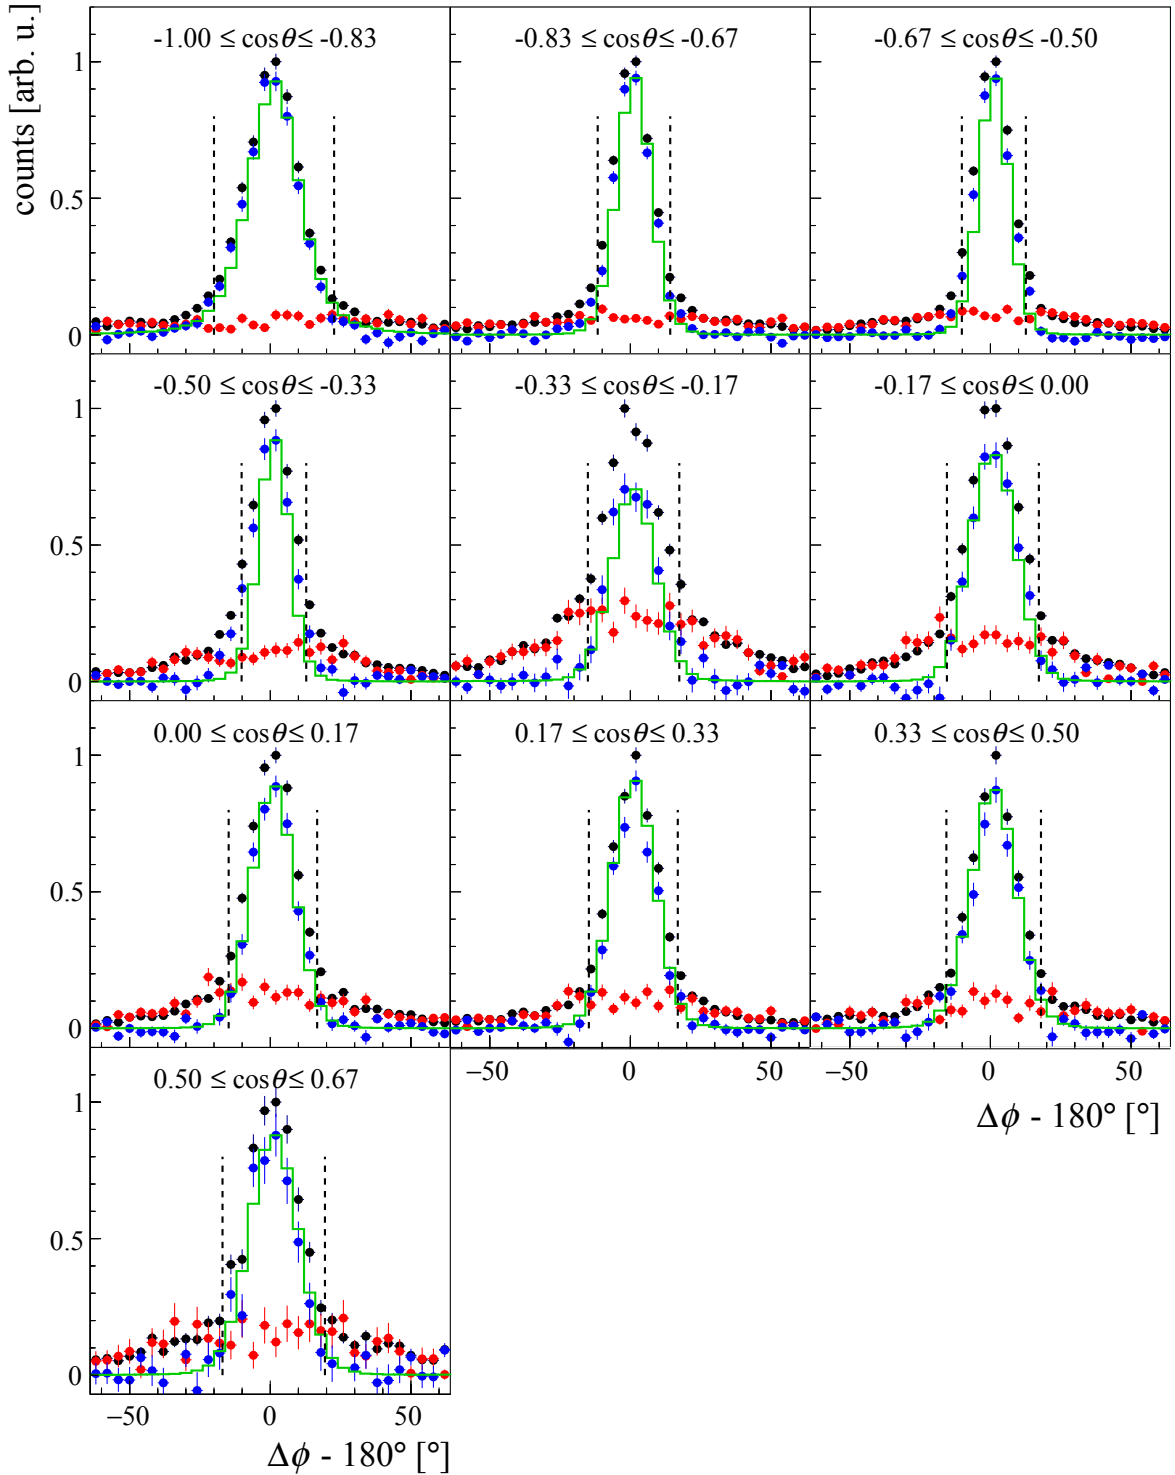 counts [arb. u.]
-1.00 ≤ cosθ ≤ -0.83
-0.83 ≤ cosθ ≤ -0.67
-0.67 ≤ cosθ ≤ -0.50
1
0.5
0
-0.50 ≤ cosθ ≤ -0.33
-0.33 ≤ cosθ ≤ -0.17
-0.17 ≤ cosθ ≤ 0.00
1
0.5
0
0.00 ≤ cosθ ≤ 0.17
0.17 ≤ cosθ ≤ 0.33
0.33 ≤ cosθ ≤ 0.50
1
0.5
0
−50 0 50
−50 0 50
Δϕ - 180° [°]
0.50 ≤ cosθ ≤ 0.67
1
0.5
0
−50 0 50
Δϕ - 180° [°]